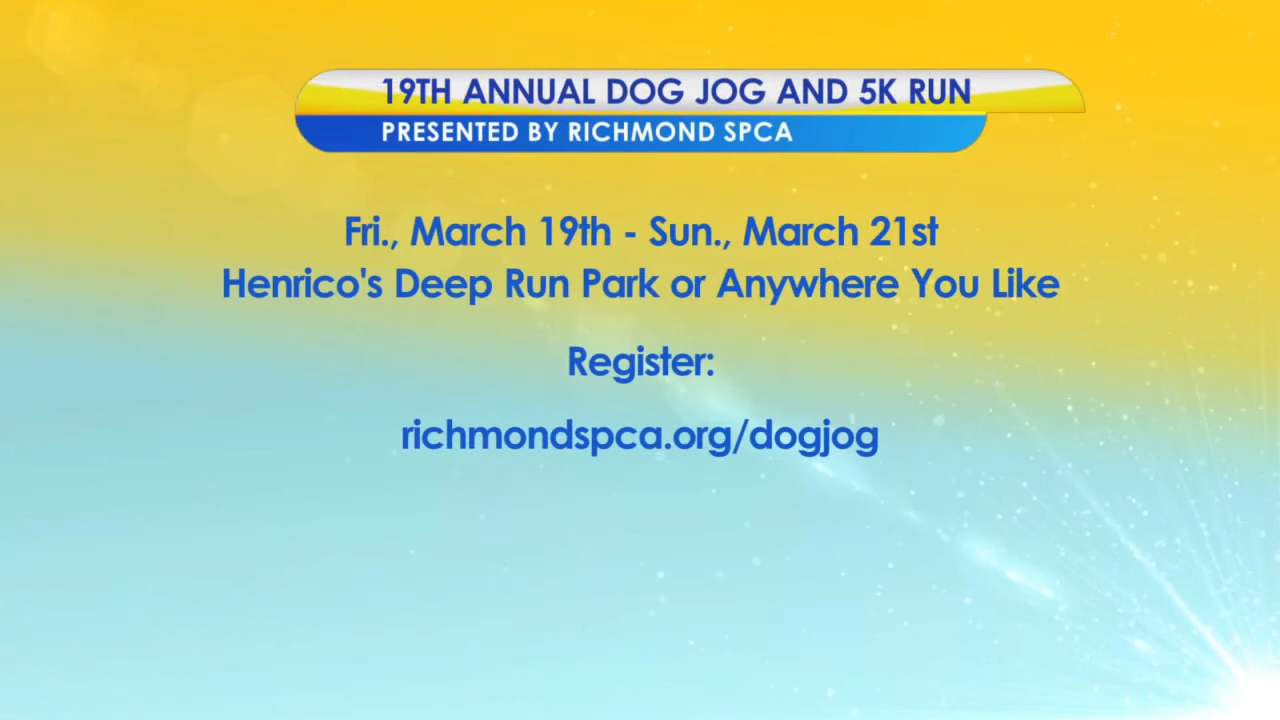 19TH ANNUAL DOG JOG AND 5K RUN
PRESENTED BY RICHMOND SPCA
Fri., March 19th - Sun., March 21st
Henrico's Deep Run Park or Anywhere You Like
Register:
richmondspca.org/dogjog